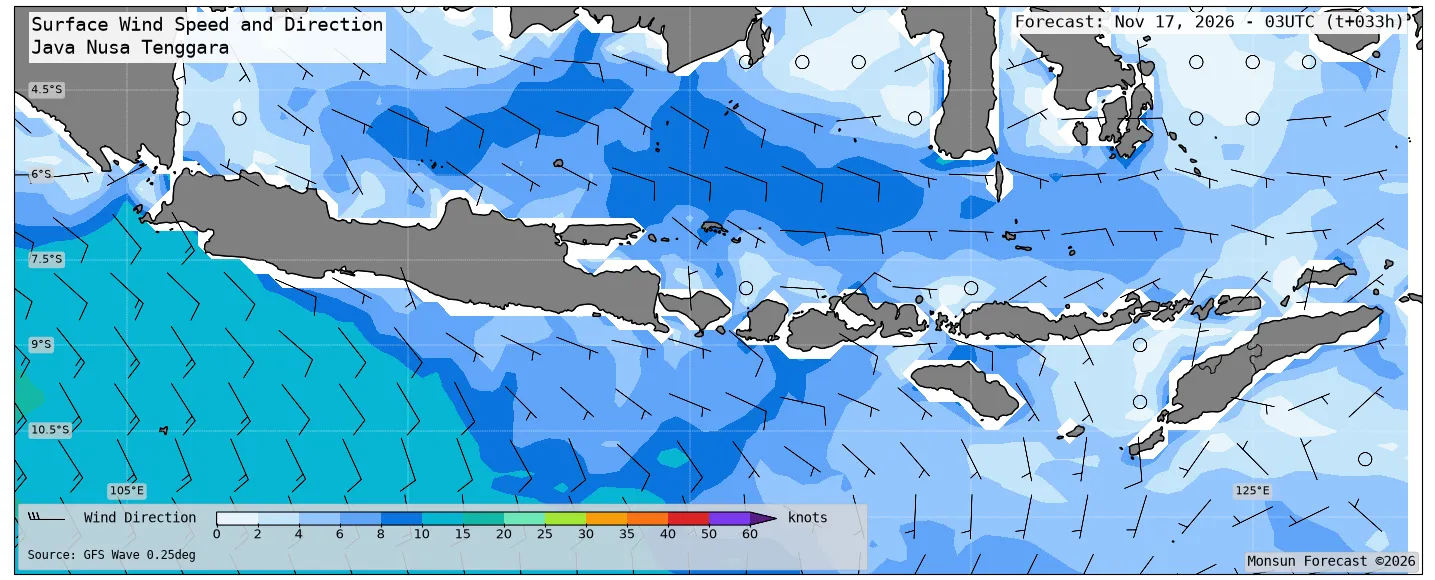 Surface Wind Speed and Direction
Java Nusa Tenggara
Forecast: Nov 17, 2026 - 03UTC (t+033h)
4.5°S
6°S
7.5°S
9°S
10.5°S
105°E
125°E
Wind Direction
0 2 4 6 8 10 15 20 25 30 35 40 50 60
knots
Source: GFS Wave 0.25deg
Monsun Forecast ©2026